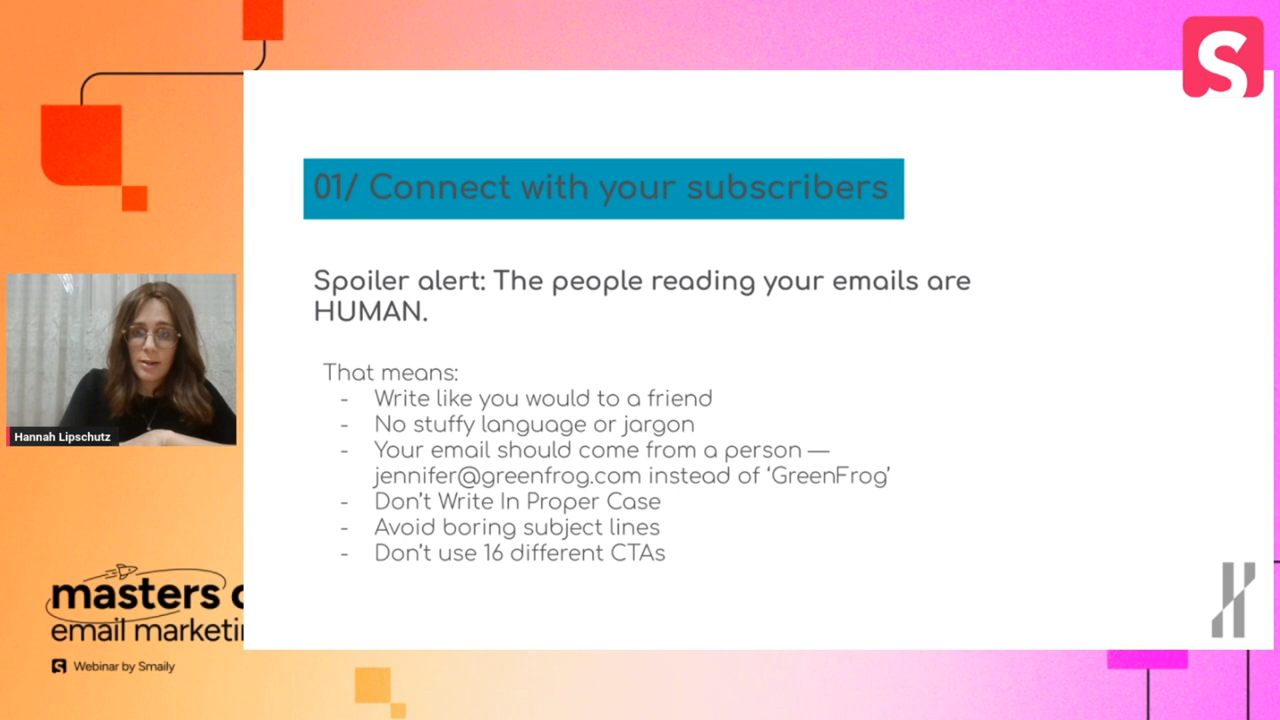 01/ Connect with your subscribers
Spoiler alert: The people reading your emails are
HUMAN.
That means:
- Write like you would to a friend
- No stuffy language or jargon
- Your email should come from a person —
jennifer@greenfrog.com instead of ‘GreenFrog’
- Don’t Write In Proper Case
- Avoid boring subject lines
- Don’t use 16 different CTAs
Hannah Lipschutz
masters
email marketi
Webinar by Smaily
S